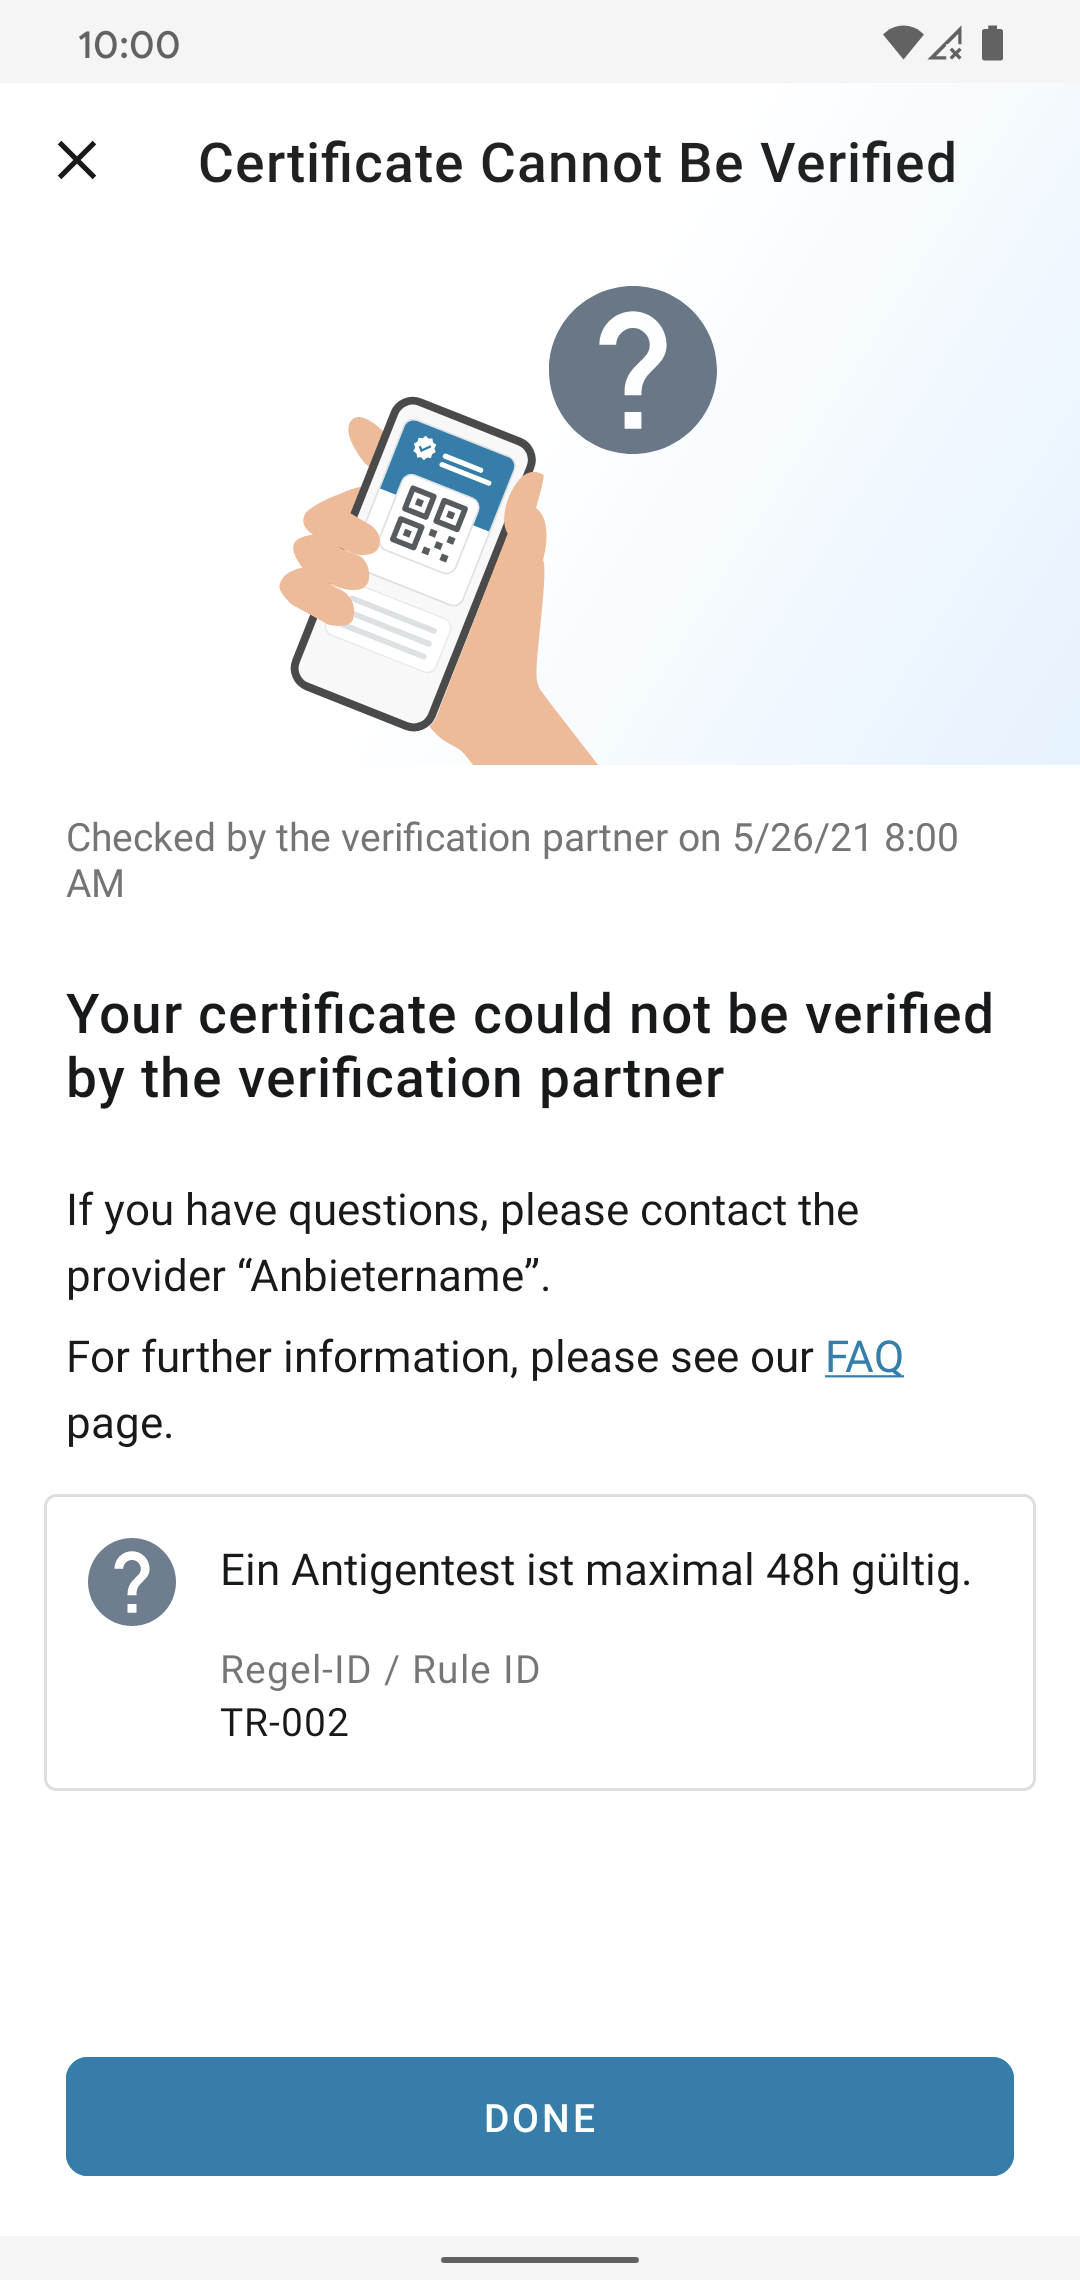 10:00
Certificate Cannot Be Verified
Checked by the verification partner on 5/26/21 8:00
AM
Your certificate could not be verified
by the verification partner
If you have questions, please contact the
provider “Anbietername”.
For further information, please see our FAQ
page.
Ein Antigentest ist maximal 48h gültig.
Regel-ID / Rule ID
TR-002
DONE